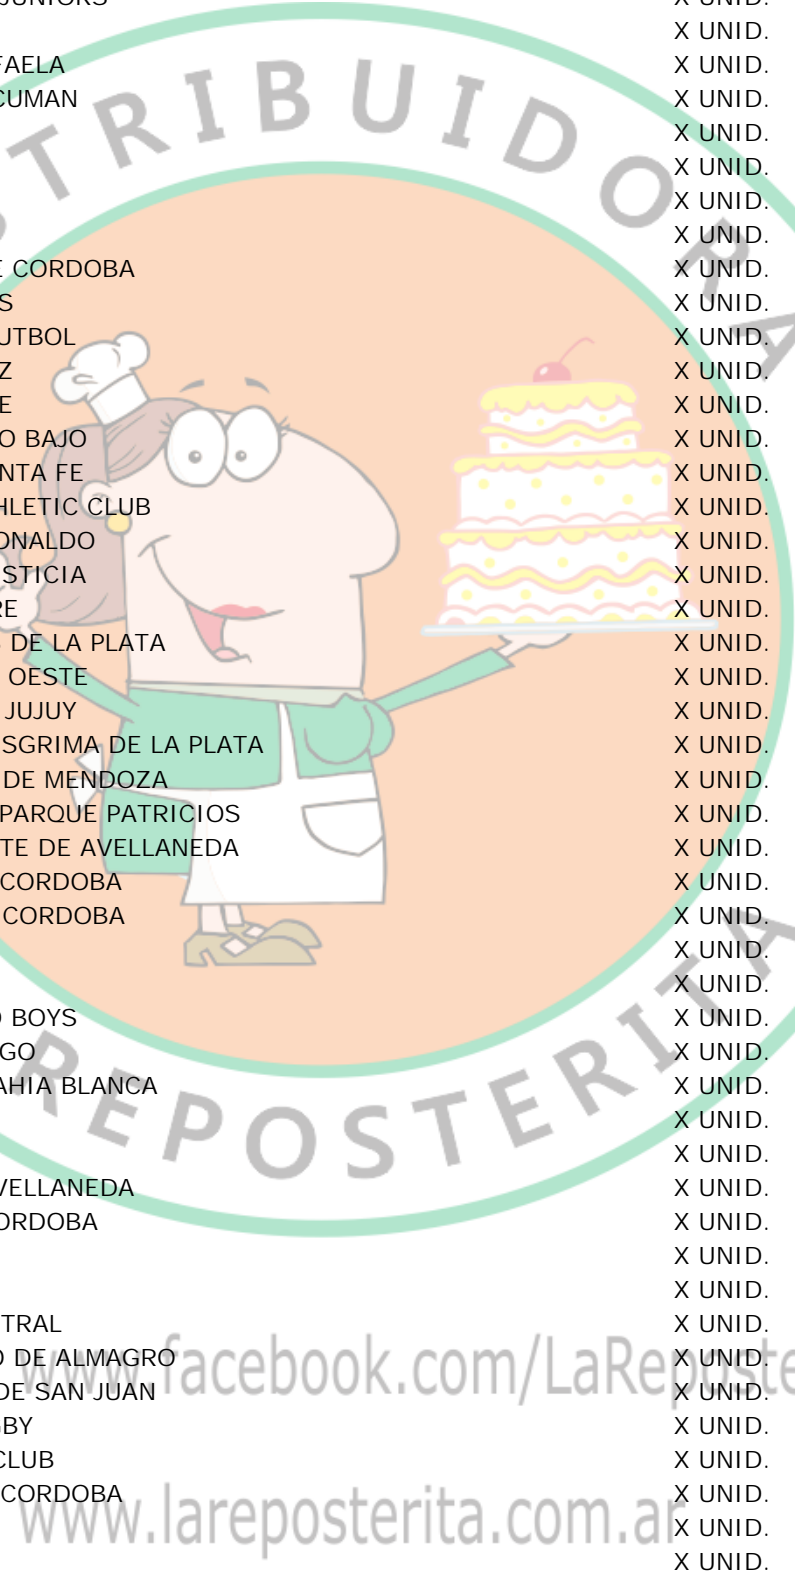 JUNIORS X UNID.
X UNID.
FAELA X UNID.
CUMAN X UNID.
X UNID.
X UNID.
X UNID.
X UNID.
E CORDOBA X UNID.
S X UNID.
UTBOL X UNID.
Z X UNID.
E X UNID.
O BAJO X UNID.
NTA FE X UNID.
HLETIC CLUB X UNID.
ONALDO X UNID.
STICIA X UNID.
RE X UNID.
S DE LA PLATA X UNID.
OESTE X UNID.
JUJUY X UNID.
SGRIMA DE LA PLATA X UNID.
DE MENDOZA X UNID.
PARQUE PATRICIOS X UNID.
TE DE AVELLANEDA X UNID.
CORDOBA X UNID.
CORDOBA X UNID.
X UNID.
X UNID.
O BOYS X UNID.
GO X UNID.
AHIA BLANCA X UNID.
X UNID.
X UNID.
VELLANEDA X UNID.
ORDOBA X UNID.
X UNID.
X UNID.
TRAL X UNID.
O DE ALMAGRO X UNID.
DE SAN JUAN X UNID.
GBY X UNID.
CLUB X UNID.
CORDOBA X UNID.
X UNID.
X UNID.
STRIBUIDORA
REPOSTERITA
www.facebook.com/LaReposte
www.lareposterita.com.ar